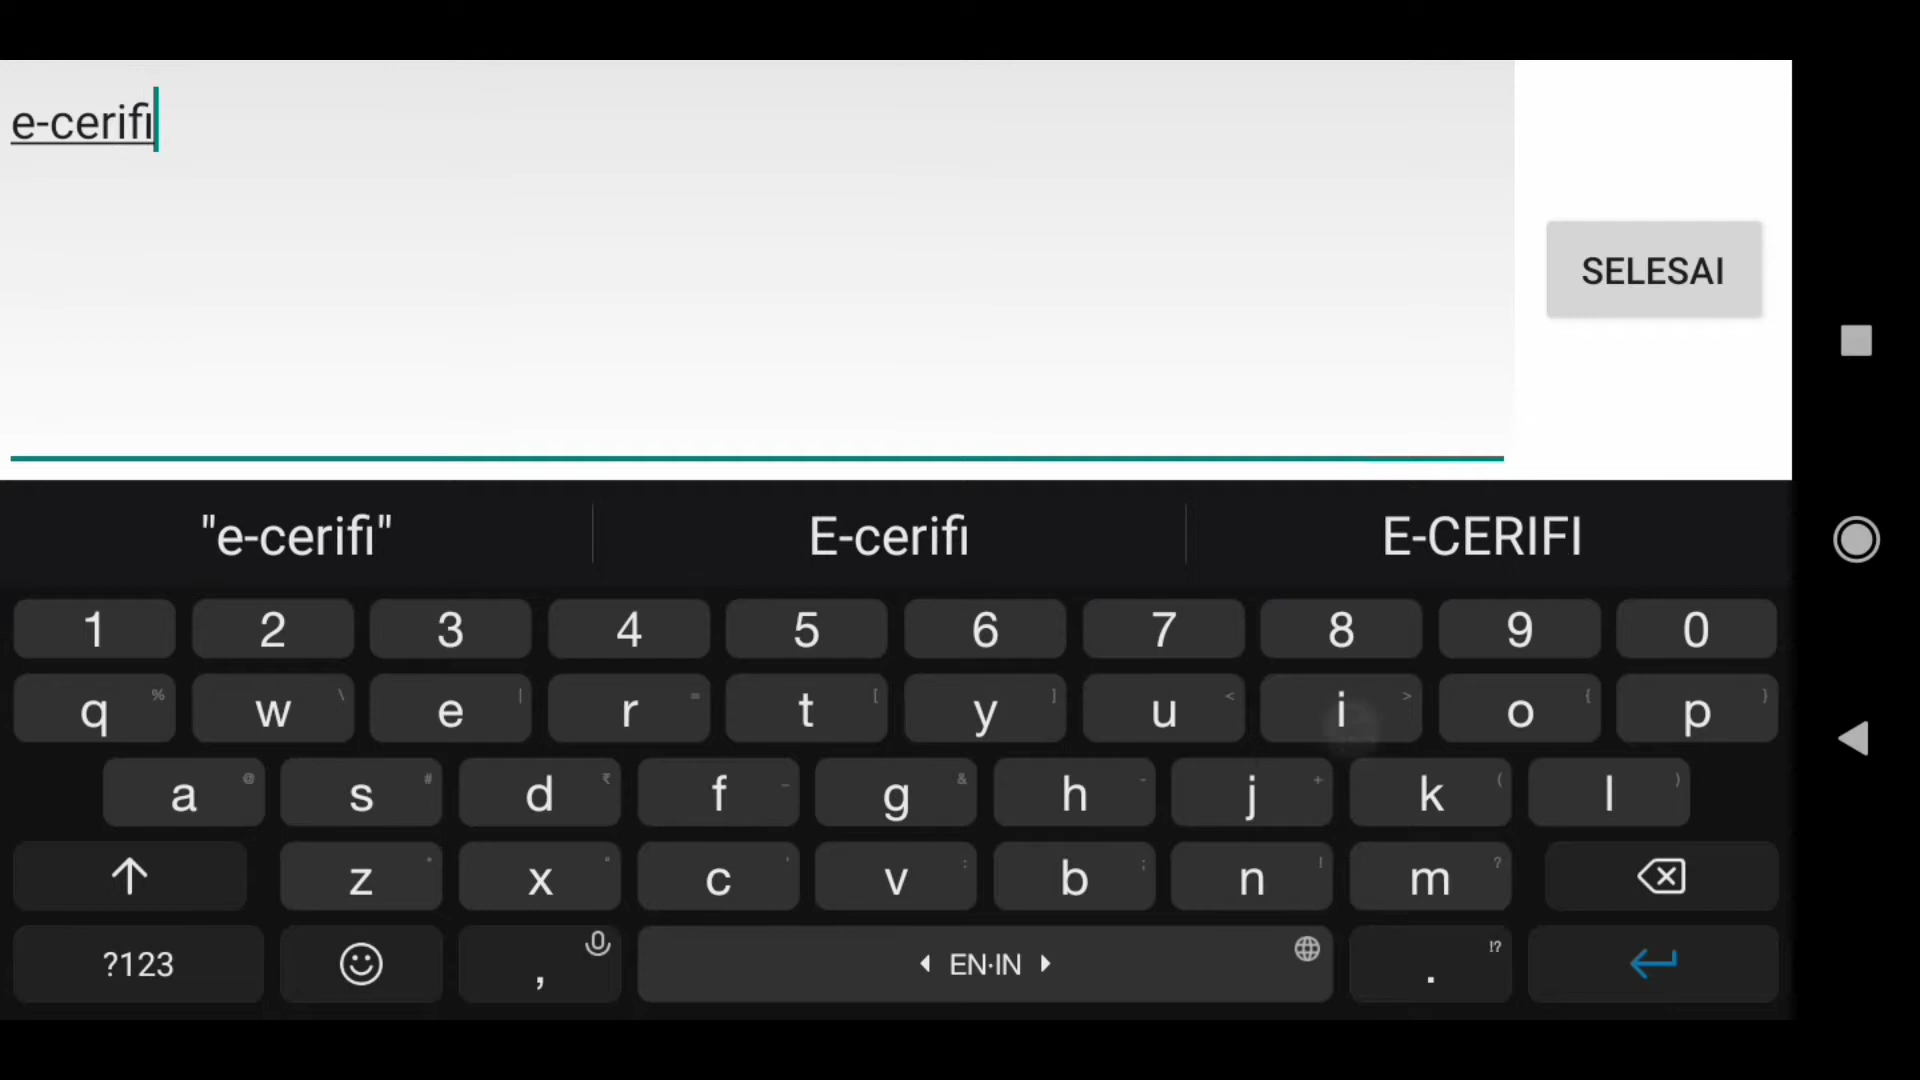 e-cerifi
SELESAI
"e-cerifi" E-cerifi E-CERIFI
1 2 3 4 5 6 7 8 9 0
q % w \ e | r = t [ y ] u < i > o { p }
a @ s # d ₹ f _ g & h - j + k ( l )
z * x " c ' v : b ; n ! m ?
?123 , EN·IN . !?